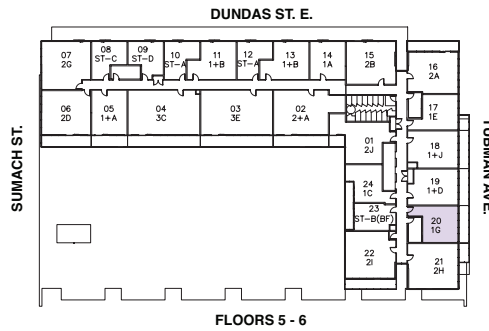 DUNDAS ST. E.
07
2G
08
ST-C
09
ST-D
10
ST-A
11
1+B
12
ST-A
13
1+B
14
1A
15
2B
16
2A
06
2D
05
1+A
04
3C
03
3E
02
2+A
17
1E
01
2J
18
1+J
24
1C
19
1+D
23
ST-B(BF)
20
1G
22
2I
21
2H
SUMACH ST.
TUBMAN AVE.
FLOORS 5 - 6